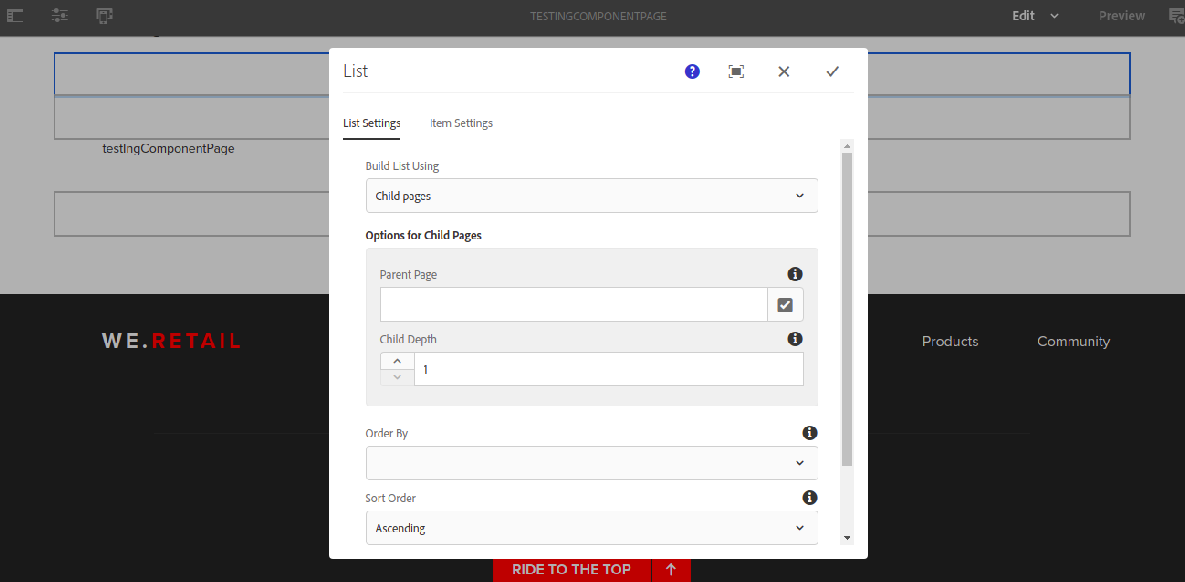 TESTINGCOMPONENTPAGE
Edit
Preview
List
?
List Settings
Item Settings
testingComponentPage
Build List Using
Child pages
Options for Child Pages
Parent Page
Child Depth
1
WE.RETAIL
Products
Community
Order By
Sort Order
Ascending
RIDE TO THE TOP